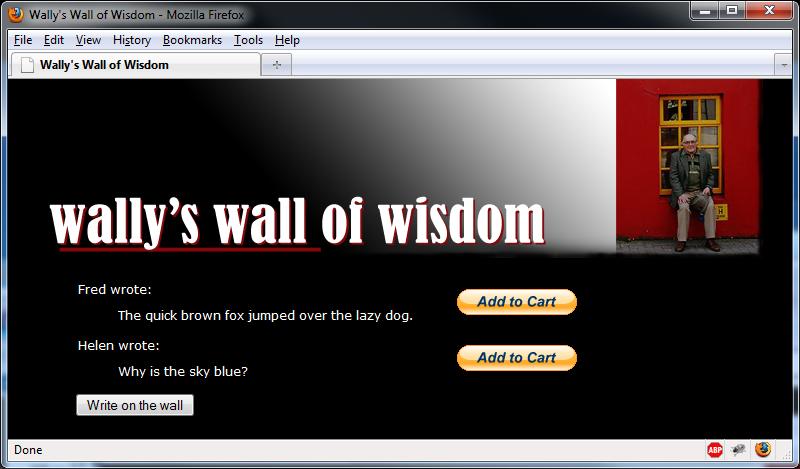 Wally's Wall of Wisdom - Mozilla Firefox
File Edit View History Bookmarks Tools Help
Wally's Wall of Wisdom
wally's wall of wisdom
Fred wrote:
The quick brown fox jumped over the lazy dog.
Add to Cart
Helen wrote:
Why is the sky blue?
Add to Cart
Write on the wall
Done
ABP